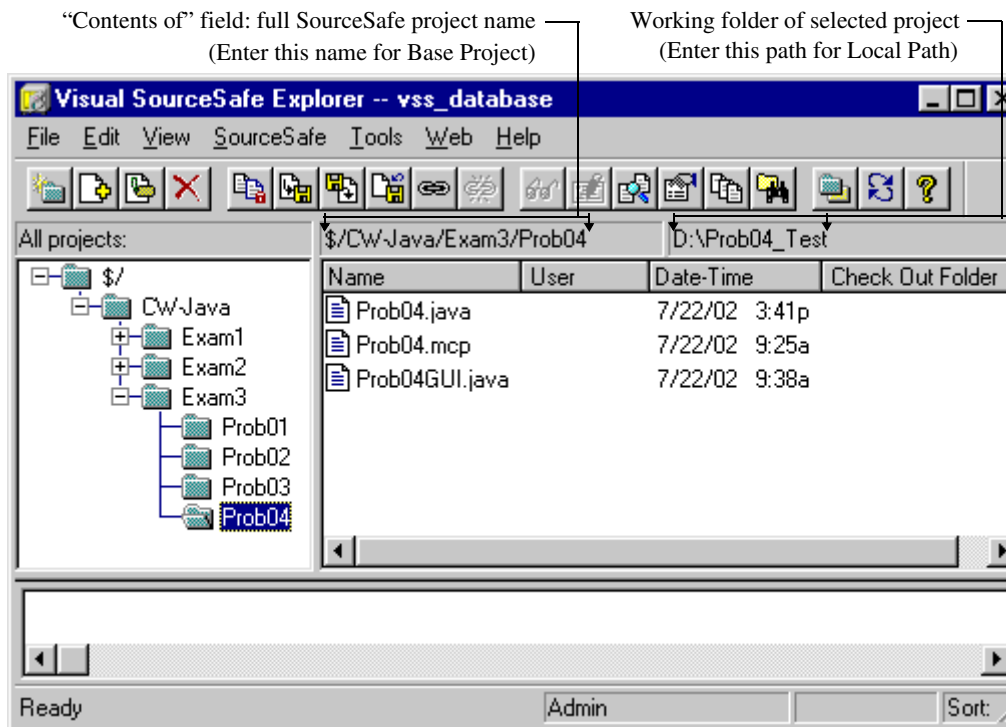 “Contents of” field: full SourceSafe project name
(Enter this name for Base Project)
Working folder of selected project
(Enter this path for Local Path)
Visual SourceSafe Explorer -- vss_database
File Edit View SourceSafe Tools Web Help
All projects:
$/CW-Java/Exam3/Prob04
D:\Prob04_Test
$/
CW-Java
Exam1
Exam2
Exam3
Prob01
Prob02
Prob03
Prob04
Name User Date-Time Check Out Folder
Prob04.java 7/22/02 3:41p
Prob04.mcp 7/22/02 9:25a
Prob04GUI.java 7/22/02 9:38a
Ready Admin Sort: